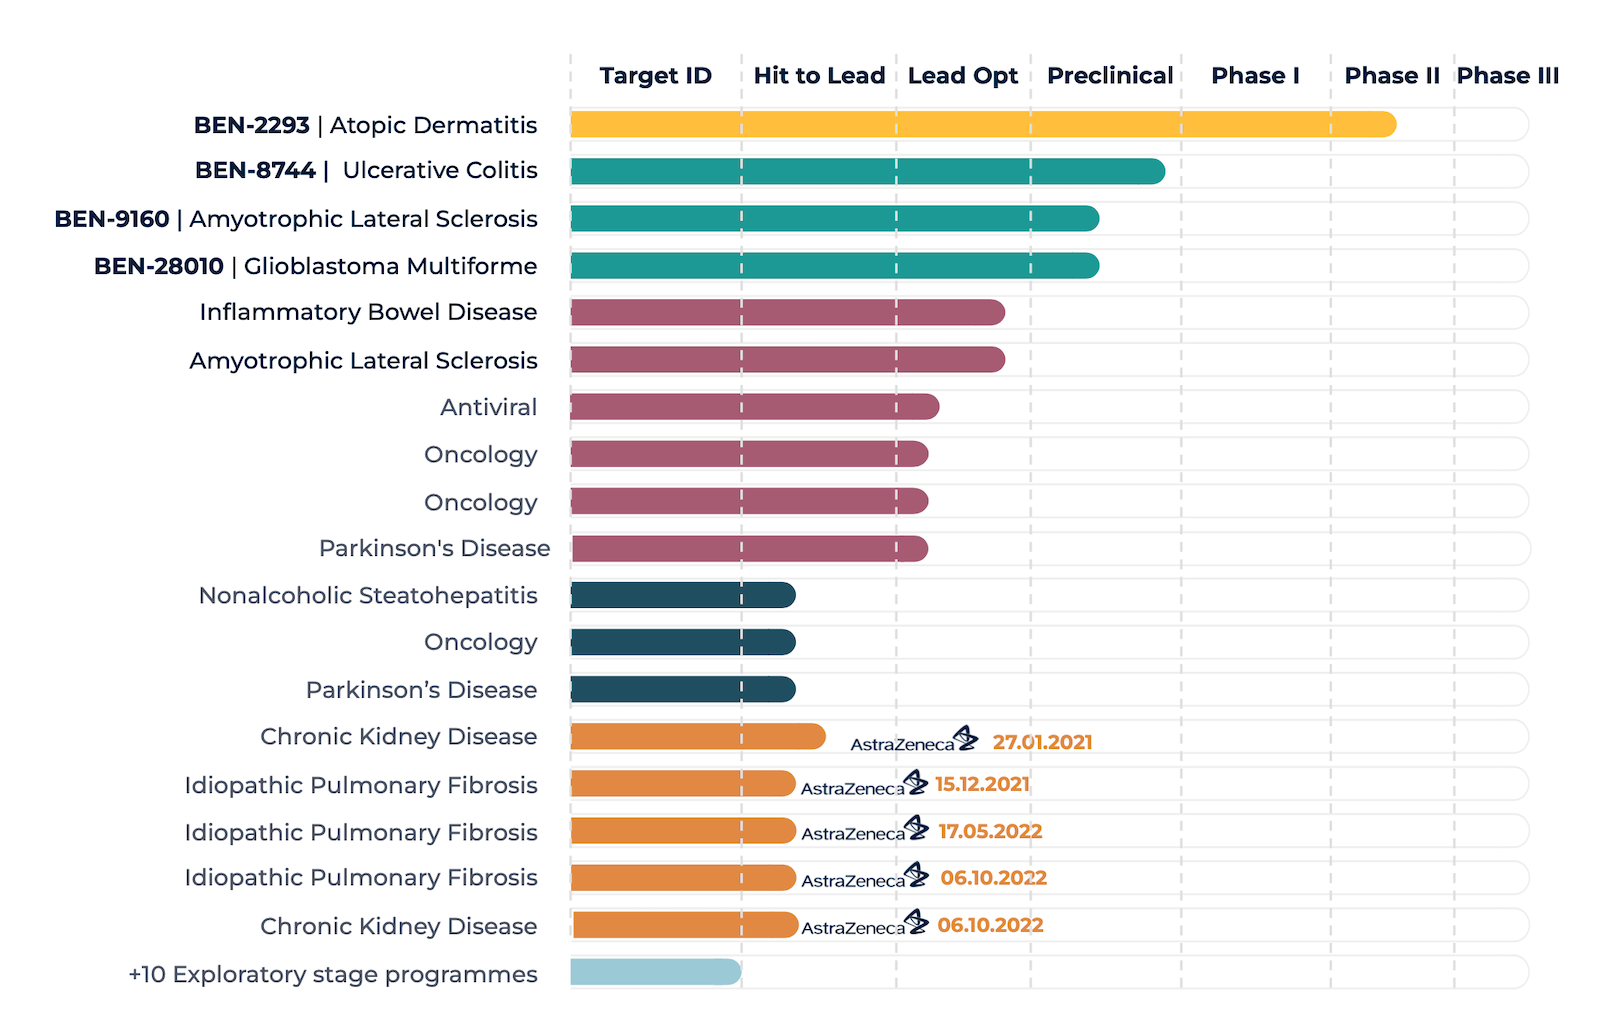 Target ID Hit to Lead Lead Opt Preclinical Phase I Phase II Phase III
BEN-2293 | Atopic Dermatitis
BEN-8744 | Ulcerative Colitis
BEN-9160 | Amyotrophic Lateral Sclerosis
BEN-28010 | Glioblastoma Multiforme
Inflammatory Bowel Disease
Amyotrophic Lateral Sclerosis
Antiviral
Oncology
Oncology
Parkinson's Disease
Nonalcoholic Steatohepatitis
Oncology
Parkinson’s Disease
Chronic Kidney Disease AstraZeneca 27.01.2021
Idiopathic Pulmonary Fibrosis AstraZeneca 15.12.2021
Idiopathic Pulmonary Fibrosis AstraZeneca 17.05.2022
Idiopathic Pulmonary Fibrosis AstraZeneca 06.10.2022
Chronic Kidney Disease AstraZeneca 06.10.2022
+10 Exploratory stage programmes